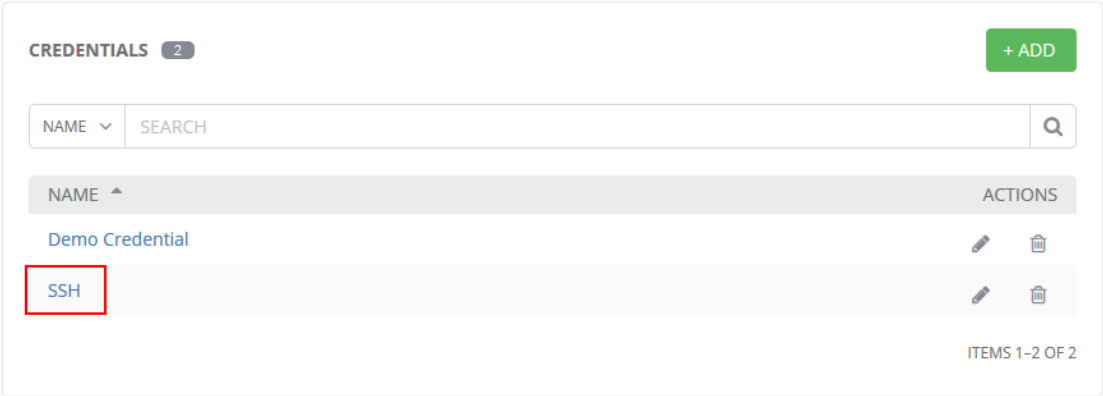 CREDENTIALS 2
+ ADD
NAME SEARCH
NAME ACTIONS
Demo Credential
SSH
ITEMS 1–2 OF 2